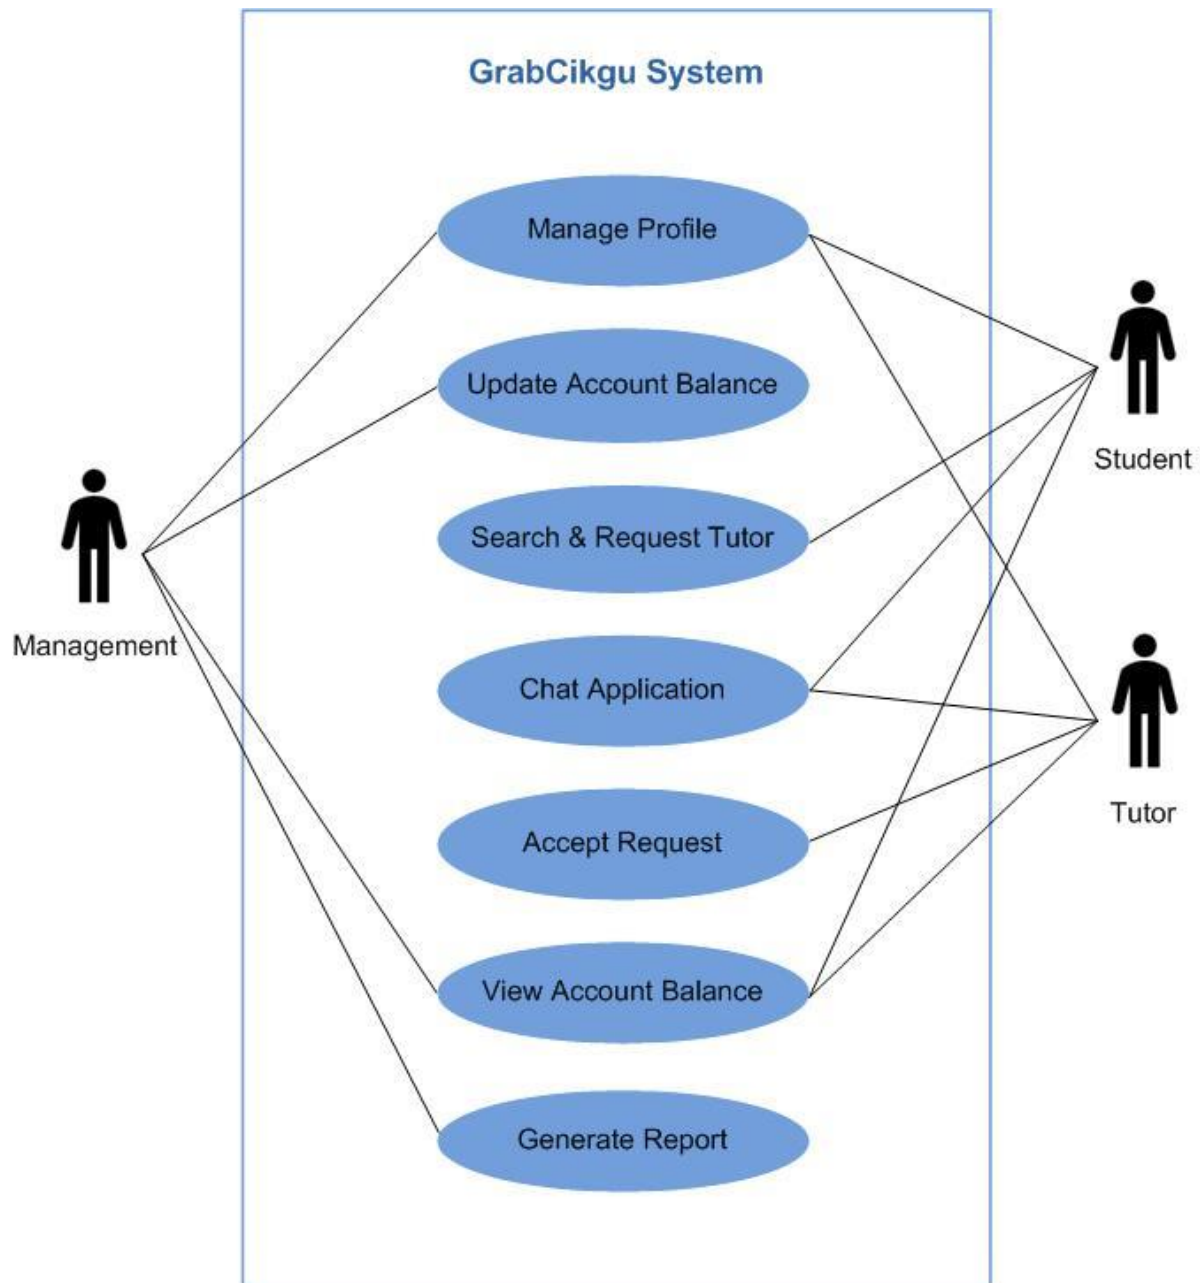 GrabCikgu System
Manage Profile
Update Account Balance
Student
Search & Request Tutor
Management
Chat Application
Tutor
Accept Request
View Account Balance
Generate Report